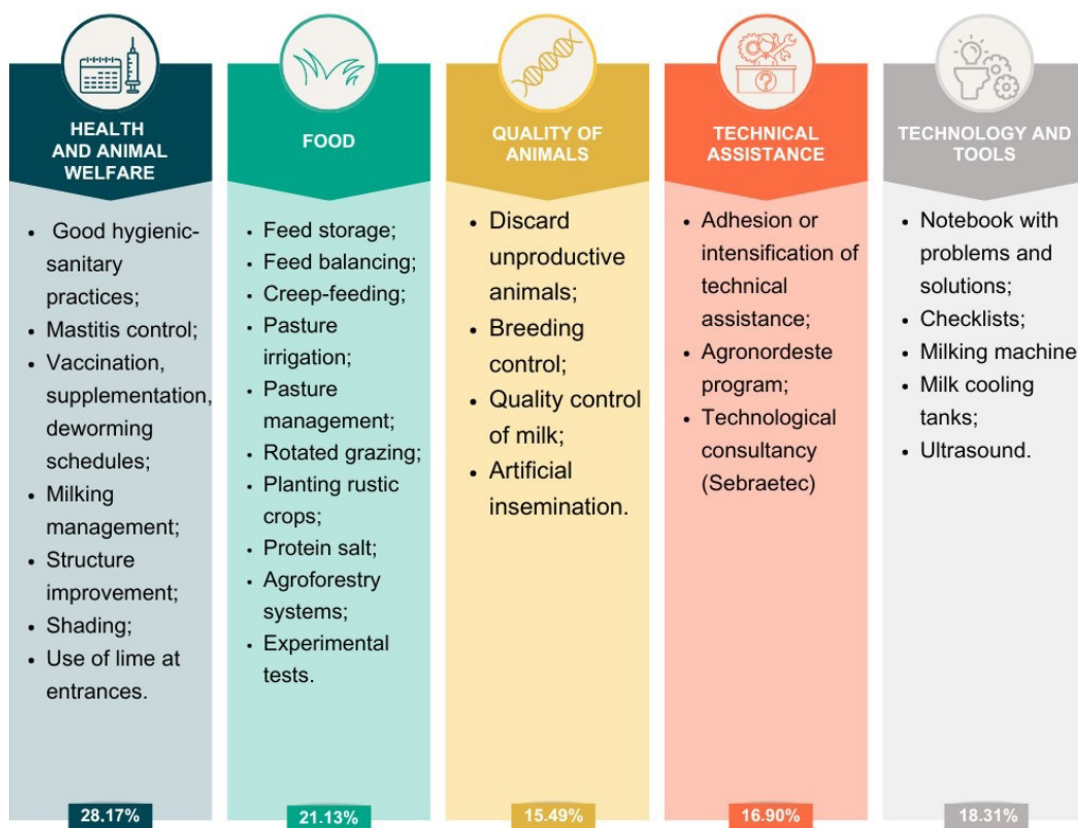 HEALTH
AND ANIMAL
WELFARE
• Good hygienic-
sanitary
practices;
• Mastitis control;
• Vaccination,
supplementation,
deworming
schedules;
• Milking
management;
• Structure
improvement;
• Shading;
• Use of lime at
entrances.
28.17%
FOOD
• Feed storage;
• Feed balancing;
• Creep-feeding;
• Pasture
irrigation;
• Pasture
management;
• Rotated grazing;
• Planting rustic
crops;
• Protein salt;
• Agroforestry
systems;
• Experimental
tests.
21.13%
QUALITY OF
ANIMALS
• Discard
unproductive
animals;
• Breeding
control;
• Quality control
of milk;
• Artificial
insemination.
15.49%
?
TECHNICAL
ASSISTANCE
• Adhesion or
intensification of
technical
assistance;
• Agronordeste
program;
• Technological
consultancy
(Sebraetec)
16.90%
TECHNOLOGY AND
TOOLS
• Notebook with
problems and
solutions;
• Checklists;
• Milking machine
• Milk cooling
tanks;
• Ultrasound.
18.31%